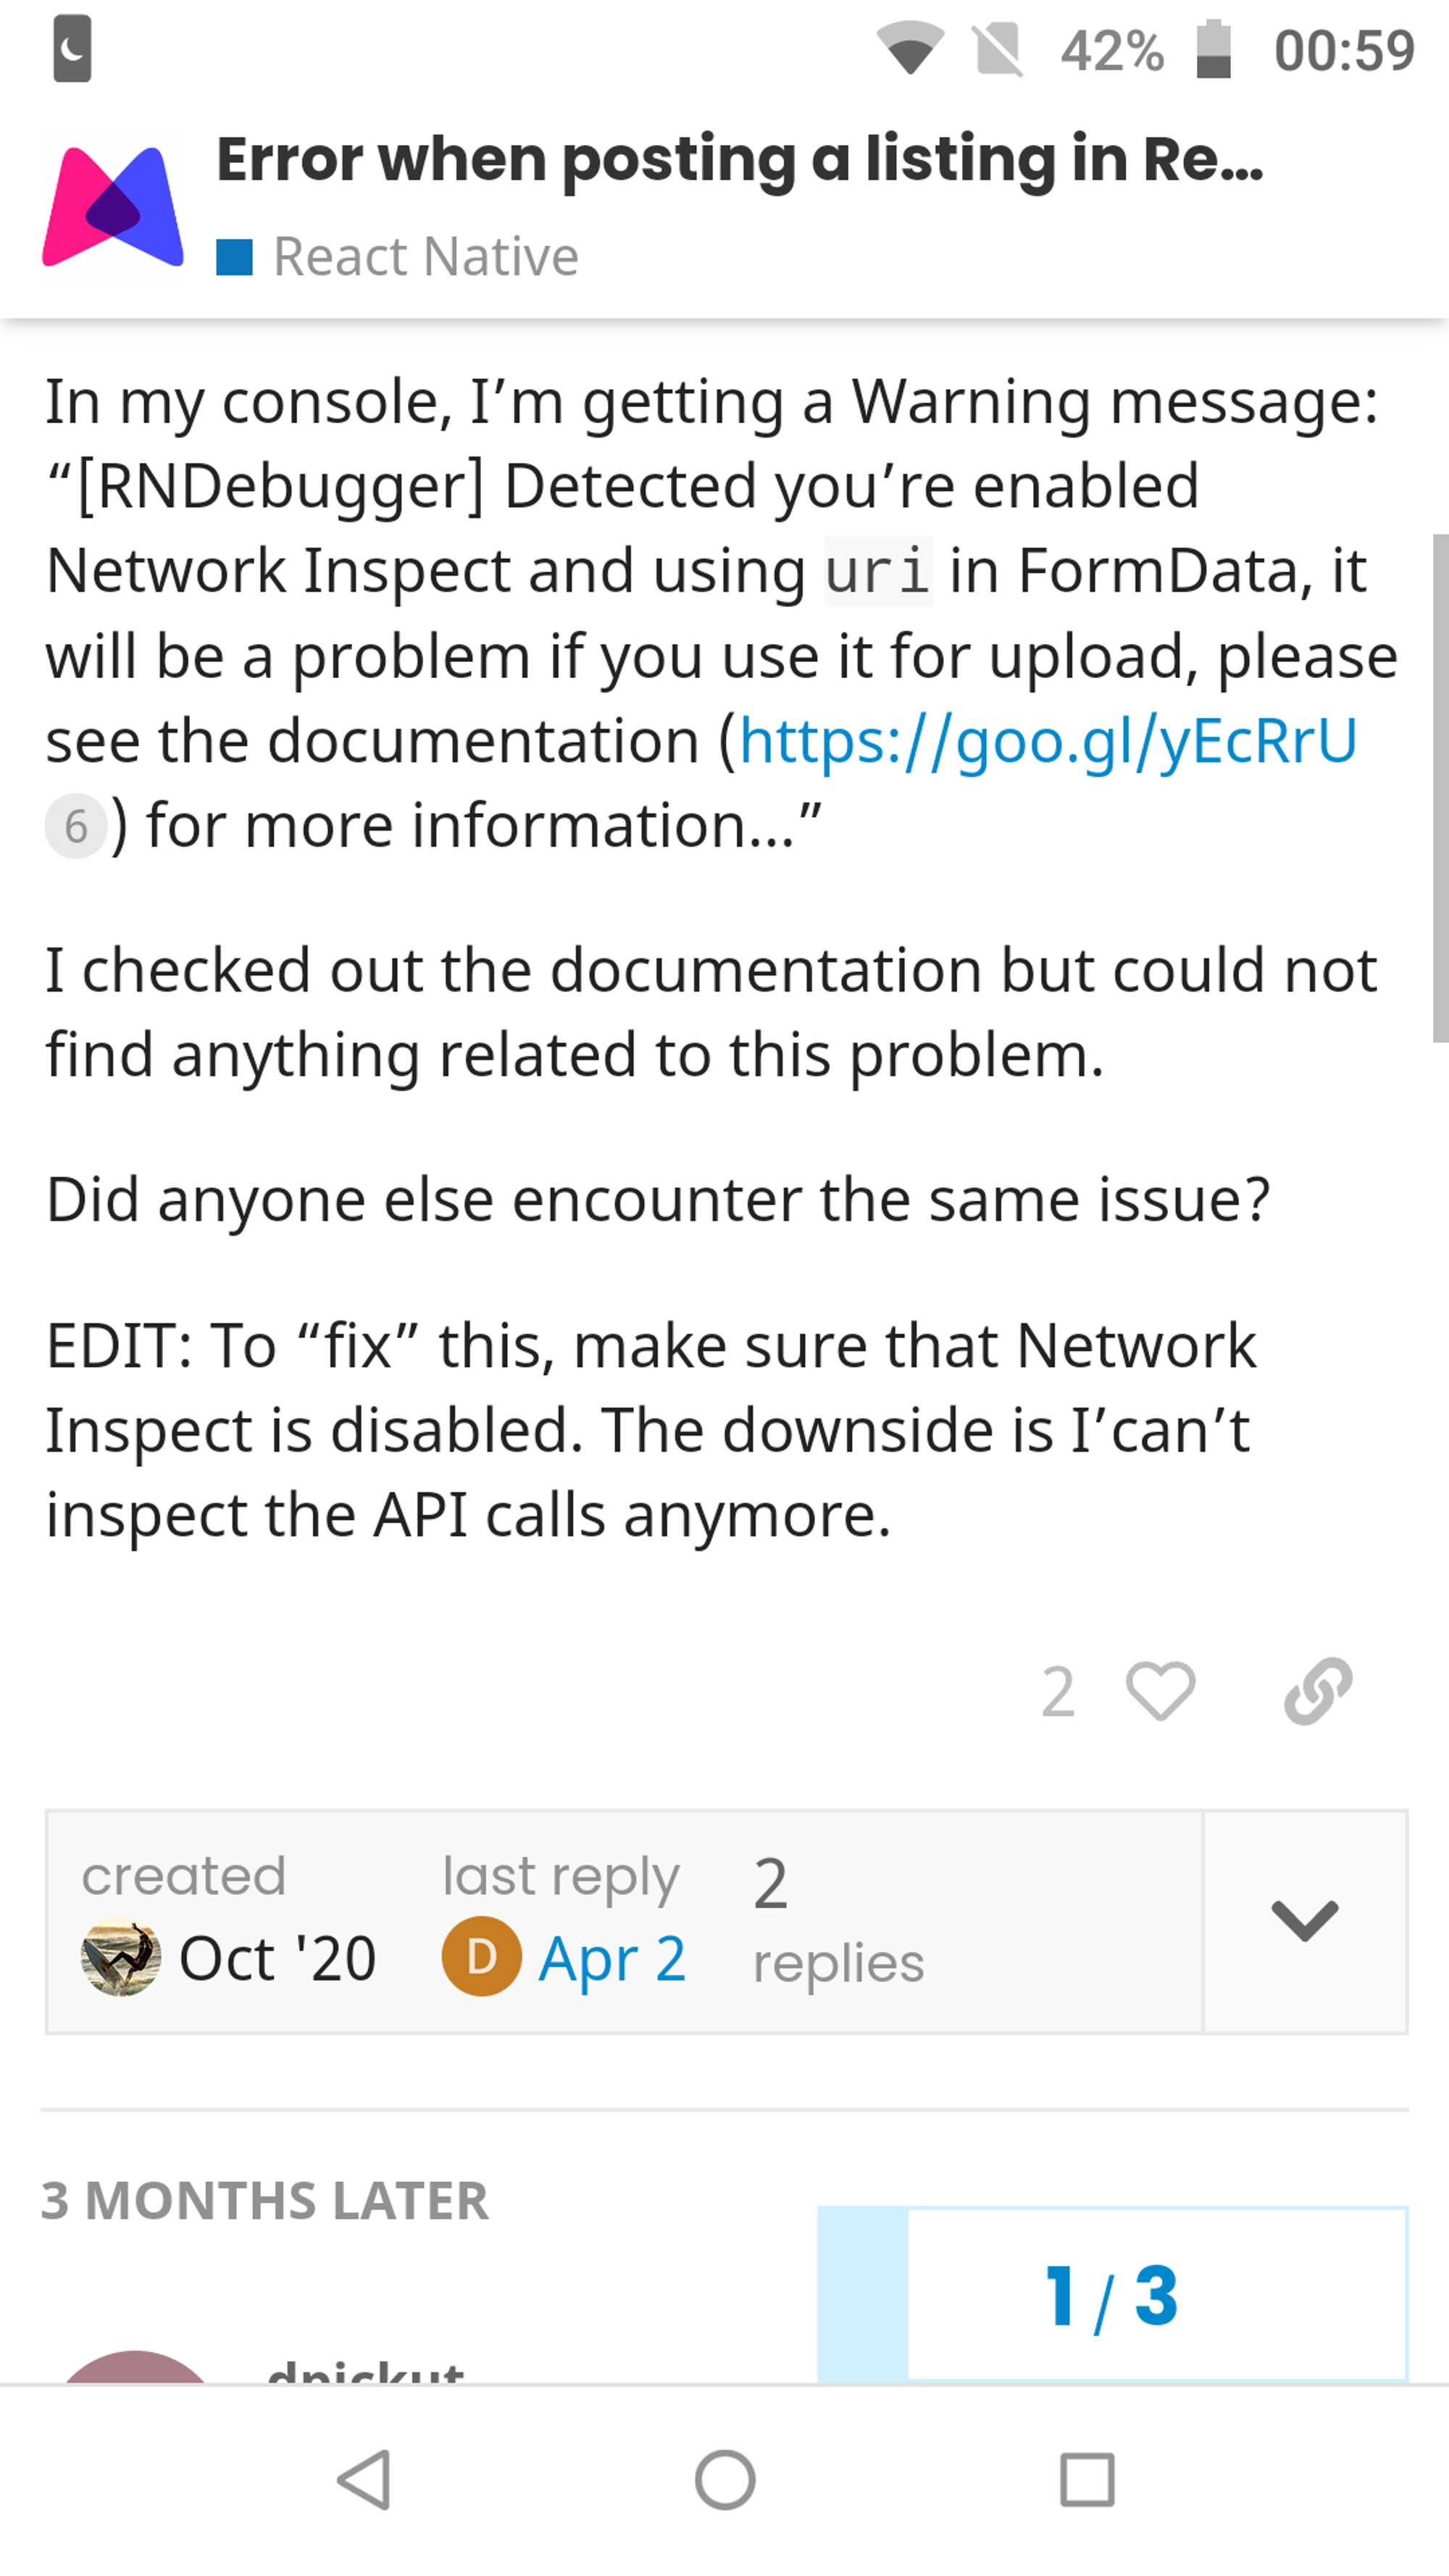 42% 00:59
Error when posting a listing in Re...
React Native
In my console, I’m getting a Warning message:
“[RNDebugger] Detected you’re enabled
Network Inspect and using uri in FormData, it
will be a problem if you use it for upload, please
see the documentation (https://goo.gl/yEcRrU
6) for more information…”
I checked out the documentation but could not
find anything related to this problem.
Did anyone else encounter the same issue?
EDIT: To “fix” this, make sure that Network
Inspect is disabled. The downside is I’can’t
inspect the API calls anymore.
2
created last reply 2
Oct '20 D Apr 2 replies
3 MONTHS LATER
1 / 3